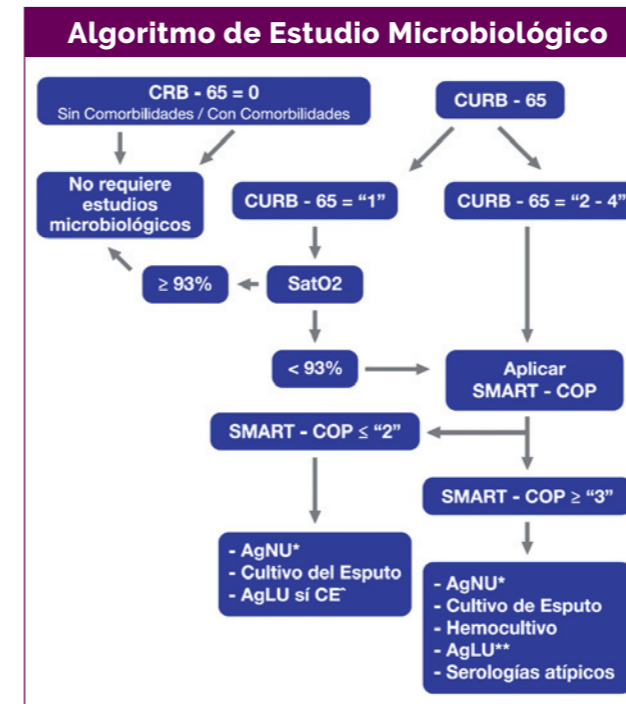 Algoritmo de Estudio Microbiológico
CRB - 65 = 0
Sin Comorbilidades / Con Comorbilidades
CURB - 65
No requiere
estudios
microbiológicos
CURB - 65 = “1”
CURB - 65 = “2 - 4”
≥ 93%
SatO2
< 93%
Aplicar
SMART - COP
SMART - COP ≤ “2”
SMART - COP ≥ “3”
- AgNU*
- Cultivo del Esputo
- AgLU sí CEˆ
- AgNU*
- Cultivo de Esputo
- Hemocultivo
- AgLU**
- Serologías atípicos